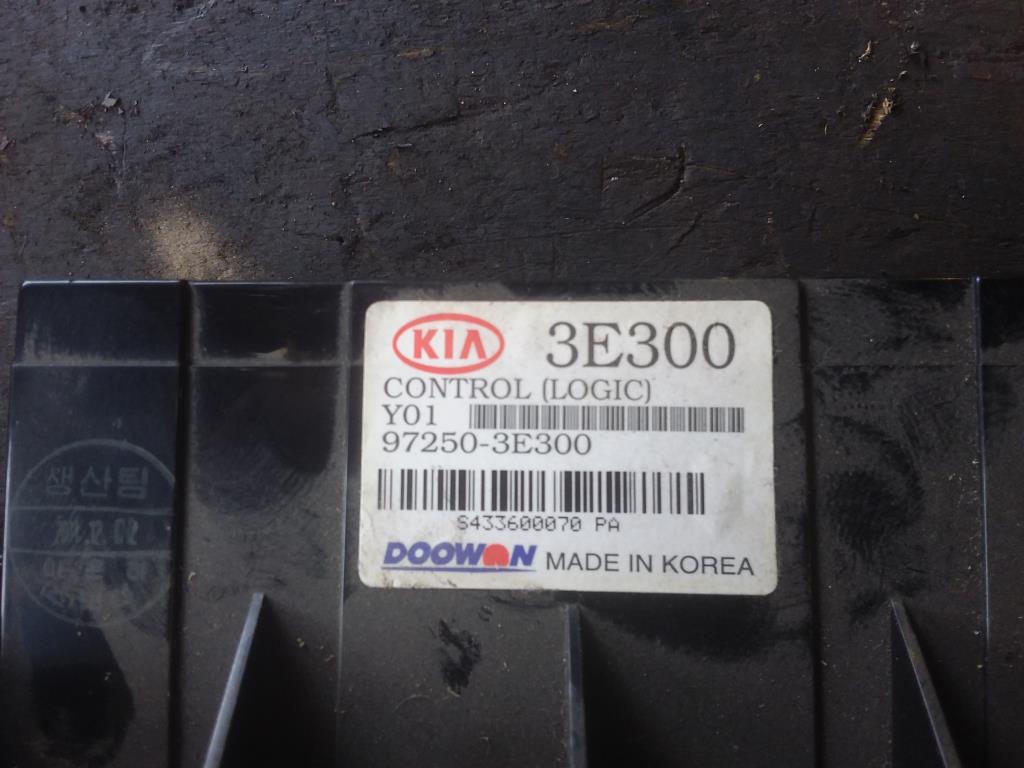 KIA 3E300
CONTROL (LOGIC)
Y01
97250-3E300
S433600070 PA
DOOWON MADE IN KOREA
생산팀